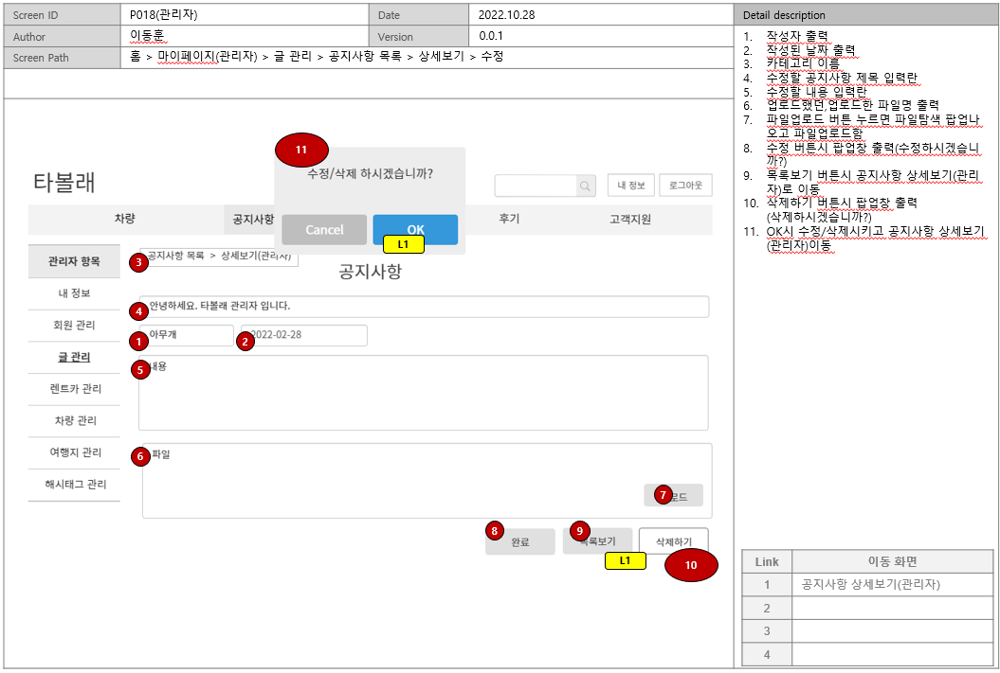 Screen ID P018(관리자) Date 2022.10.28 Detail description
Author 이동훈 Version 0.0.1
Screen Path 홈 > 마이페이지(관리자) > 글 관리 > 공지사항 목록 > 상세보기 > 수정
1. 작성자 출력
2. 작성된 날짜 출력
3. 카테고리 이름
4. 수정할 공지사항 제목 입력란
5. 수정할 내용 입력란
6. 업로드했던,업로드한 파일명 출력
7. 파일업로드 버튼 누르면 파일탐색 팝업나
오고 파일업로드함
8. 수정 버튼시 팝업창 출력(수정하시겠습니
까?)
9. 목록보기 버튼시 공지사항 상세보기(관리
자)로 이동
10. 삭제하기 버튼시 팝업창 출력
(삭제하시겠습니까?)
11. OK시 수정/삭제시키고 공지사항 상세보기
(관리자)이동
11
수정/삭제 하시겠습니까?
Cancel OK
L1
타볼래
내 정보 로그아웃
차량 공지사항 후기 고객지원
관리자 항목
내 정보
회원 관리
글 관리
렌트카 관리
차량 관리
여행지 관리
해시태그 관리
3 공지사항 목록 > 상세보기(관리자)
공지사항
4 안녕하세요. 타볼래 관리자 입니다.
1 아무개 2 2022-02-28
5 내용
6 파일
7 로드
8 완료
9 목록보기
L1
삭제하기
10
Link 이동 화면
1 공지사항 상세보기(관리자)
2
3
4